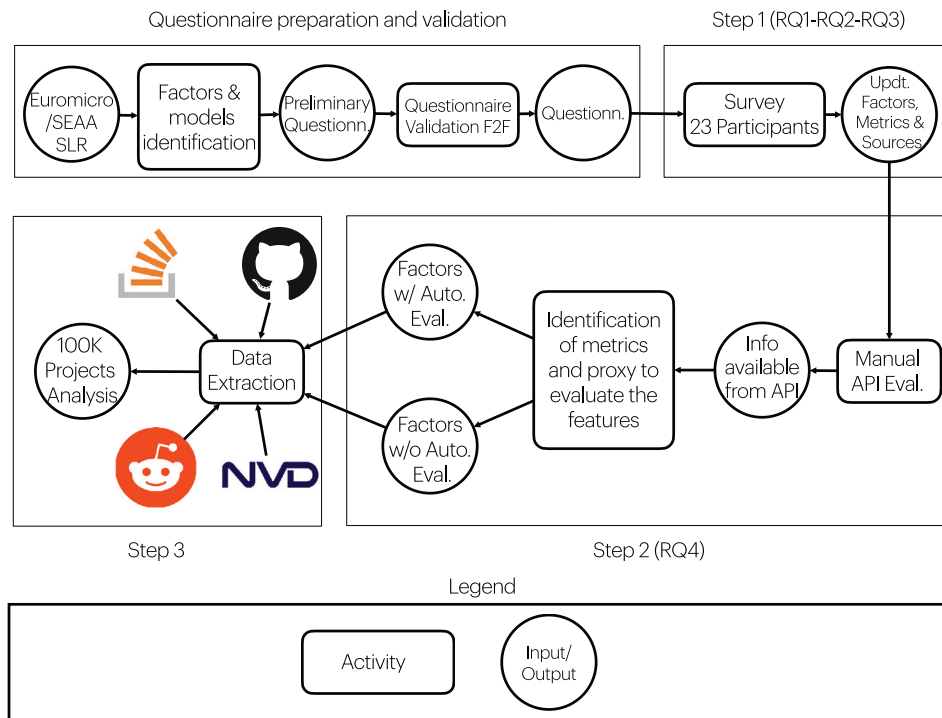 Questionnaire preparation and validation
Step 1 (RQ1-RQ2-RQ3)
Euromicro
/SEAA
SLR
Factors &
models
identification
Preliminary
Questionn.
Questionnaire
Validation F2F
Questionn.
Survey
23 Participants
Updt.
Factors,
Metrics &
Sources
100K
Projects
Analysis
Data
Extraction
NVD
Factors
w/ Auto.
Eval.
Factors
w/o Auto.
Eval.
Identification
of metrics
and proxy to
evaluate the
features
Info
available
from API
Manual
API Eval.
Step 3
Step 2 (RQ4)
Legend
Activity
Input/
Output